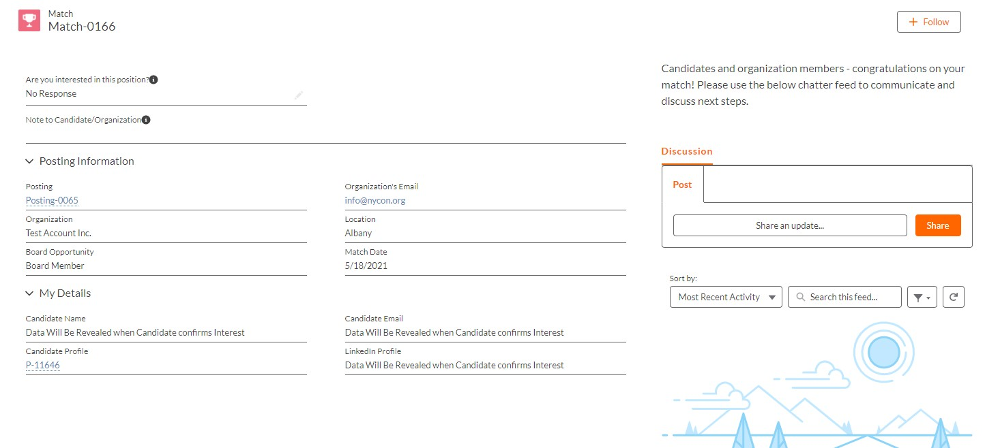 Match
Match-0166
Follow
Are you interested in this position?
No Response
Note to Candidate/Organization
Posting Information
Posting
Posting-0065
Organization's Email
info@nycon.org
Organization
Test Account Inc.
Location
Albany
Board Opportunity
Board Member
Match Date
5/18/2021
My Details
Candidate Name
Data Will Be Revealed when Candidate confirms Interest
Candidate Email
Data Will Be Revealed when Candidate confirms Interest
Candidate Profile
P-11646
LinkedIn Profile
Data Will Be Revealed when Candidate confirms Interest
Candidates and organization members - congratulations on your
match! Please use the below chatter feed to communicate and
discuss next steps.
Discussion
Post
Share an update...
Share
Sort by:
Most Recent Activity
Search this feed...